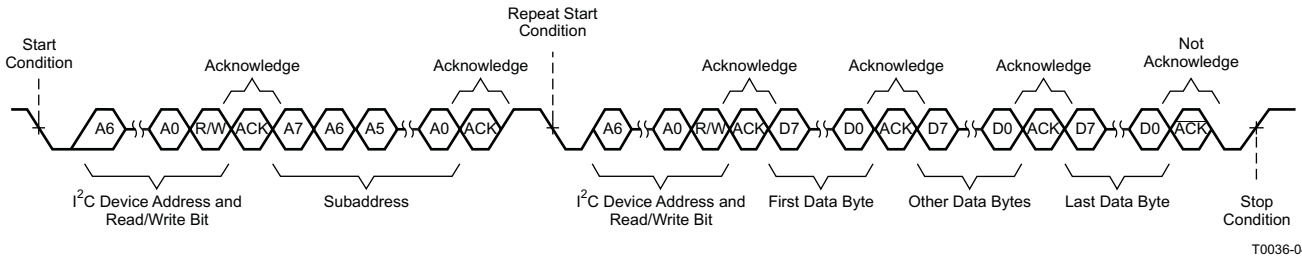 Repeat Start
Condition
Start
Condition
Not
Acknowledge
Acknowledge
Acknowledge
Acknowledge
Acknowledge
Acknowledge
A6 A0 R/W ACK A7 A6 A5 A0 ACK A6 A0 R/W ACK D7 D0 ACK D7 D0 ACK D7 D0 ACK
I²C Device Address and
Read/Write Bit
Subaddress
I²C Device Address and
Read/Write Bit
First Data Byte
Other Data Bytes
Last Data Byte
Stop
Condition
T0036-0